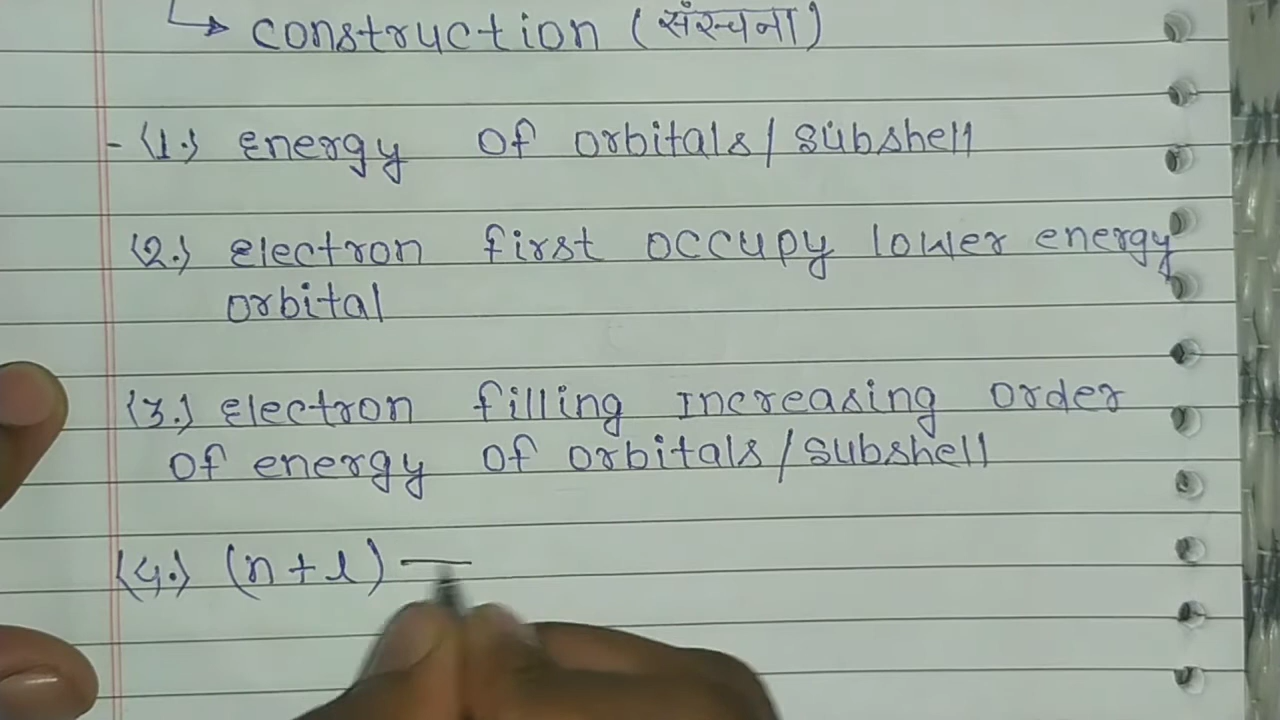 ↳ construction (संरचना)
- (1.) energy of orbitals/subshell
(2.) electron first occupy lower energy
orbital
(3.) electron filling increasing order
of energy of orbitals/subshell
(4.) (n+l) —